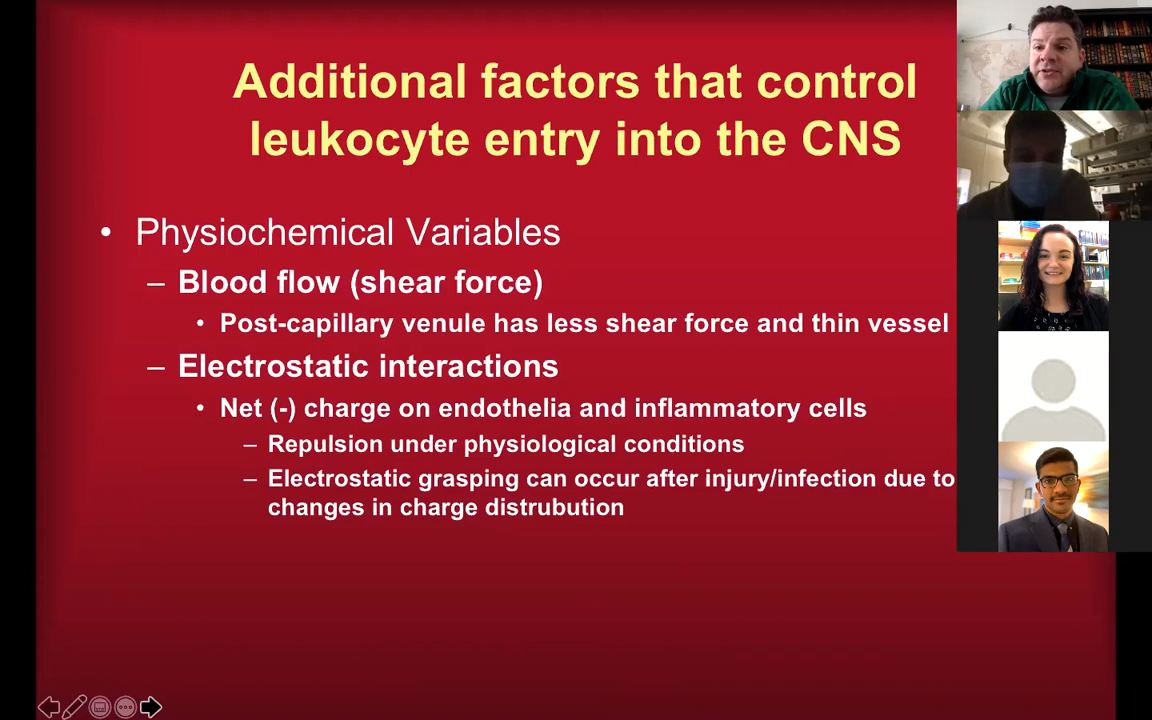 Additional factors that control
leukocyte entry into the CNS
• Physiochemical Variables
– Blood flow (shear force)
• Post-capillary venule has less shear force and thin vessel
– Electrostatic interactions
• Net (-) charge on endothelia and inflammatory cells
– Repulsion under physiological conditions
– Electrostatic grasping can occur after injury/infection due to
changes in charge distrubution